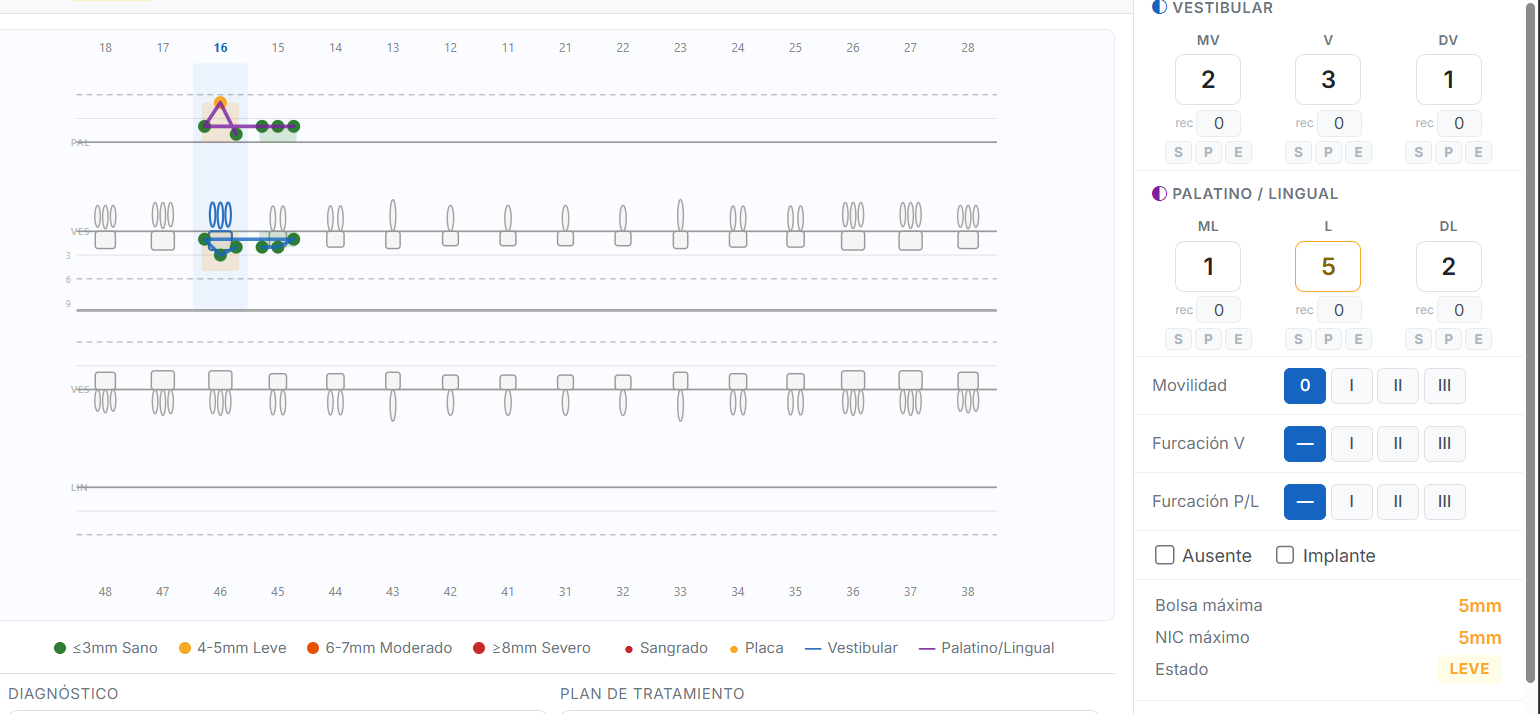 18 17 16 15 14 13 12 11 21 22 23 24 25 26 27 28
PAL
VES
3
6
9
VES
LIN
48 47 46 45 44 43 42 41 31 32 33 34 35 36 37 38
≤3mm Sano 4-5mm Leve 6-7mm Moderado ≥8mm Severo Sangrado Placa Vestibular Palatino/Lingual
DIAGNÓSTICO PLAN DE TRATAMIENTO
VESTIBULAR
MV V DV
2 3 1
rec 0 rec 0 rec 0
S P E S P E S P E
PALATINO / LINGUAL
ML L DL
1 5 2
rec 0 rec 0 rec 0
S P E S P E S P E
Movilidad 0 I II III
Furcación V — I II III
Furcación P/L — I II III
Ausente Implante
Bolsa máxima 5mm
NIC máximo 5mm
Estado LEVE